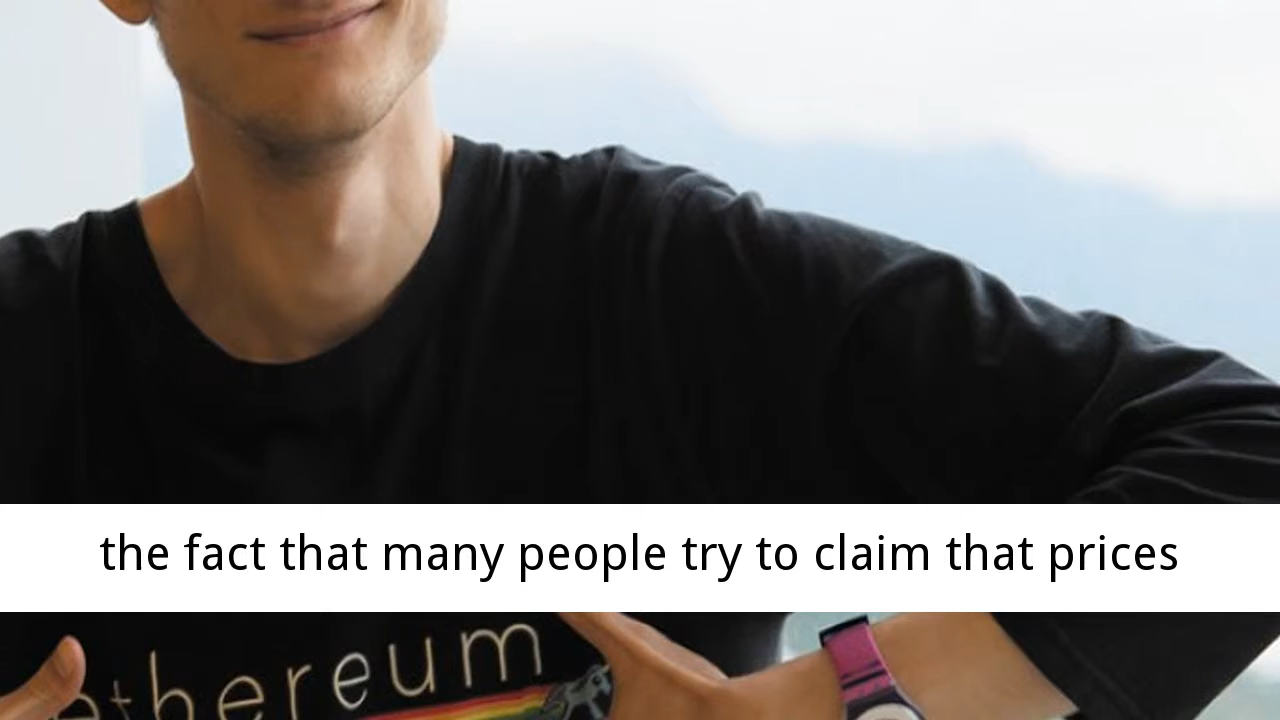 the fact that many people try to claim that prices
ethereum